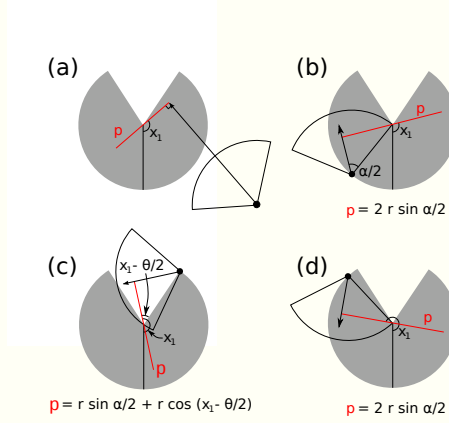 (a)
p
x₁
(b)
p
x₁
α/2
p = 2 r sin α/2
(c)
x₁- θ/2
x₁
p
p = r sin α/2 + r cos (x₁- θ/2)
(d)
p
x₁
p = 2 r sin α/2